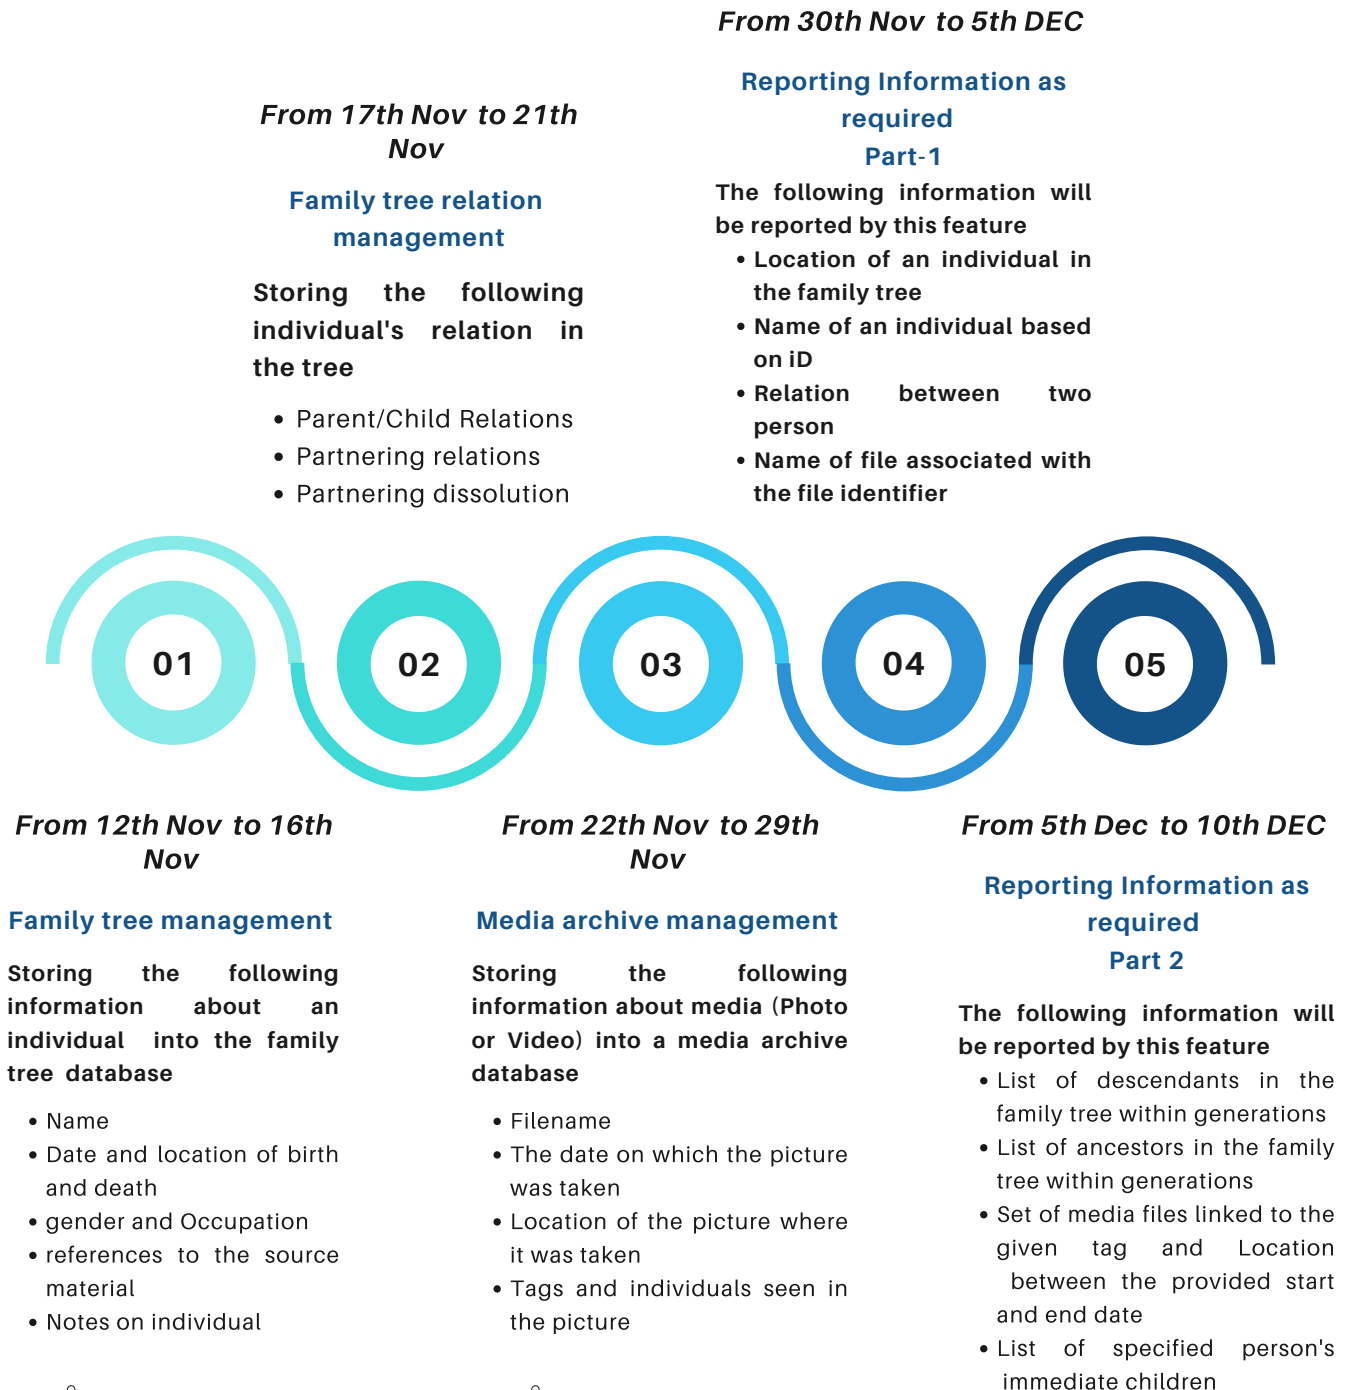 From 30th Nov to 5th DEC
Reporting Information as
required
Part-1
The following information will
be reported by this feature
• Location of an individual in
the family tree
• Name of an individual based
on iD
• Relation between two
person
• Name of file associated with
the file identifier
From 17th Nov to 21th
Nov
Family tree relation
management
Storing the following
individual's relation in
the tree
• Parent/Child Relations
• Partnering relations
• Partnering dissolution
01
02
03
04
05
From 12th Nov to 16th
Nov
Family tree management
Storing the following
information about an
individual into the family
tree database
• Name
• Date and location of birth
and death
• gender and Occupation
• references to the source
material
• Notes on individual
From 22th Nov to 29th
Nov
Media archive management
Storing the following
information about media (Photo
or Video) into a media archive
database
• Filename
• The date on which the picture
was taken
• Location of the picture where
it was taken
• Tags and individuals seen in
the picture
From 5th Dec to 10th DEC
Reporting Information as
required
Part 2
The following information will
be reported by this feature
• List of descendants in the
family tree within generations
• List of ancestors in the family
tree within generations
• Set of media files linked to the
given tag and Location
between the provided start
and end date
• List of specified person's
immediate children